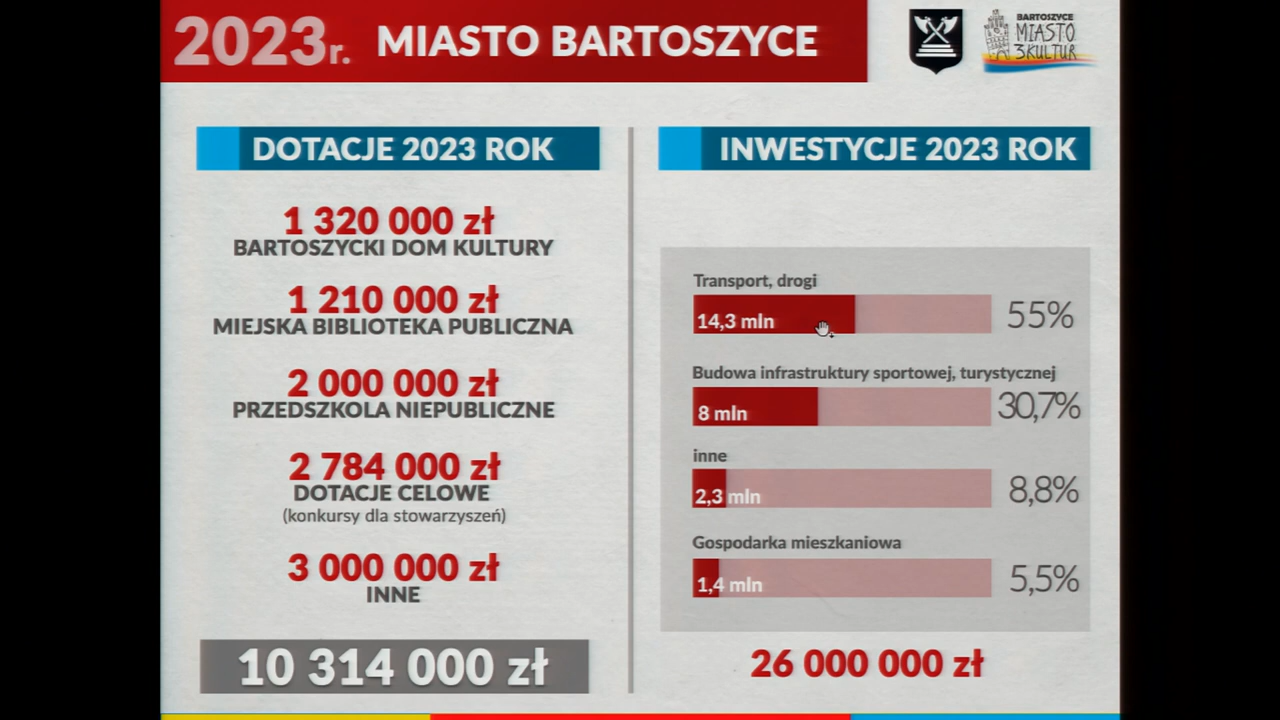 2023r. MIASTO BARTOSZYCE
BARTOSZYCE
MIASTO
3KULTUR
DOTACJE 2023 ROK
1 320 000 zł
BARTOSZYCKI DOM KULTURY
1 210 000 zł
MIEJSKA BIBLIOTEKA PUBLICZNA
2 000 000 zł
PRZEDSZKOLA NIEPUBLICZNE
2 784 000 zł
DOTACJE CELOWE
(konkursy dla stowarzyszeń)
3 000 000 zł
INNE
10 314 000 zł
INWESTYCJE 2023 ROK
Transport, drogi
14,3 mln 55%
Budowa infrastruktury sportowej, turystycznej
8 mln 30,7%
inne
2,3 mln 8,8%
Gospodarka mieszkaniowa
1,4 mln 5,5%
26 000 000 zł